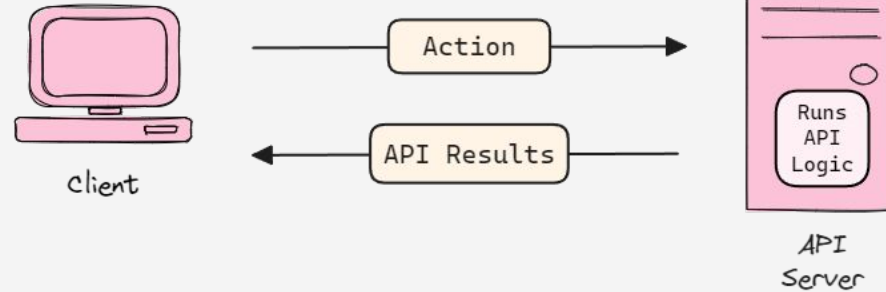 Action
Runs
API
Logic
API Results
Client
API
Server